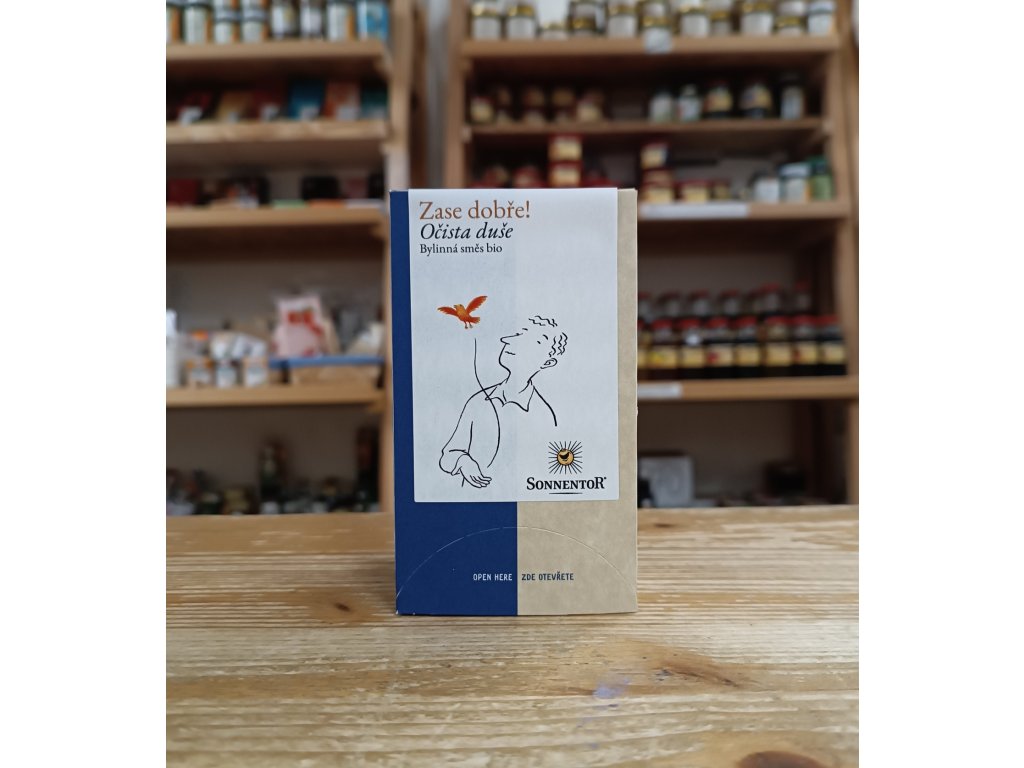 Zase dobře!
Očista duše
Bylinná směs bio
SONNENTOR®
OPEN HERE ZDE OTEVŘETE